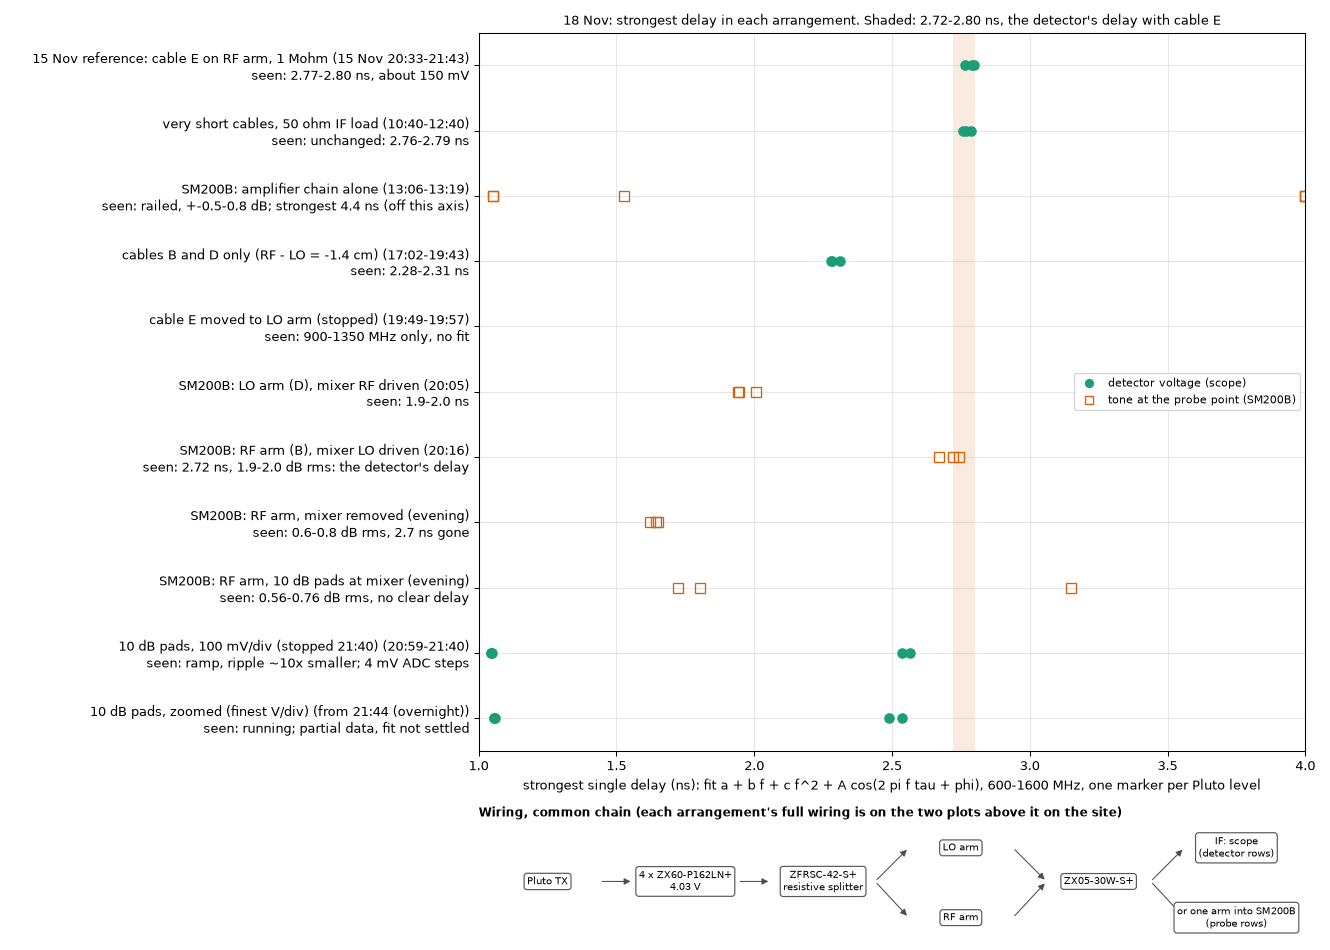 18 Nov: strongest delay in each arrangement. Shaded: 2.72-2.80 ns, the detector's delay with cable E
15 Nov reference: cable E on RF arm, 1 Mohm (15 Nov 20:33-21:43)
seen: 2.77-2.80 ns, about 150 mV
very short cables, 50 ohm IF load (10:40-12:40)
seen: unchanged: 2.76-2.79 ns
SM200B: amplifier chain alone (13:06-13:19)
seen: railed, +-0.5-0.8 dB; strongest 4.4 ns (off this axis)
cables B and D only (RF - LO = -1.4 cm) (17:02-19:43)
seen: 2.28-2.31 ns
cable E moved to LO arm (stopped) (19:49-19:57)
seen: 900-1350 MHz only, no fit
SM200B: LO arm (D), mixer RF driven (20:05)
seen: 1.9-2.0 ns
SM200B: RF arm (B), mixer LO driven (20:16)
seen: 2.72 ns, 1.9-2.0 dB rms: the detector's delay
SM200B: RF arm, mixer removed (evening)
seen: 0.6-0.8 dB rms, 2.7 ns gone
SM200B: RF arm, 10 dB pads at mixer (evening)
seen: 0.56-0.76 dB rms, no clear delay
10 dB pads, 100 mV/div (stopped 21:40) (20:59-21:40)
seen: ramp, ripple ~10x smaller; 4 mV ADC steps
10 dB pads, zoomed (finest V/div) (from 21:44 (overnight))
seen: running; partial data, fit not settled
detector voltage (scope)
tone at the probe point (SM200B)
1.0 1.5 2.0 2.5 3.0 3.5 4.0
strongest single delay (ns): fit a + b f + c f^2 + A cos(2 pi f tau + phi), 600-1600 MHz, one marker per Pluto level
Wiring, common chain (each arrangement's full wiring is on the two plots above it on the site)
Pluto TX
4 x ZX60-P162LN+
4.03 V
ZFRSC-42-S+
resistive splitter
LO arm
RF arm
ZX05-30W-S+
IF: scope
(detector rows)
or one arm into SM200B
(probe rows)